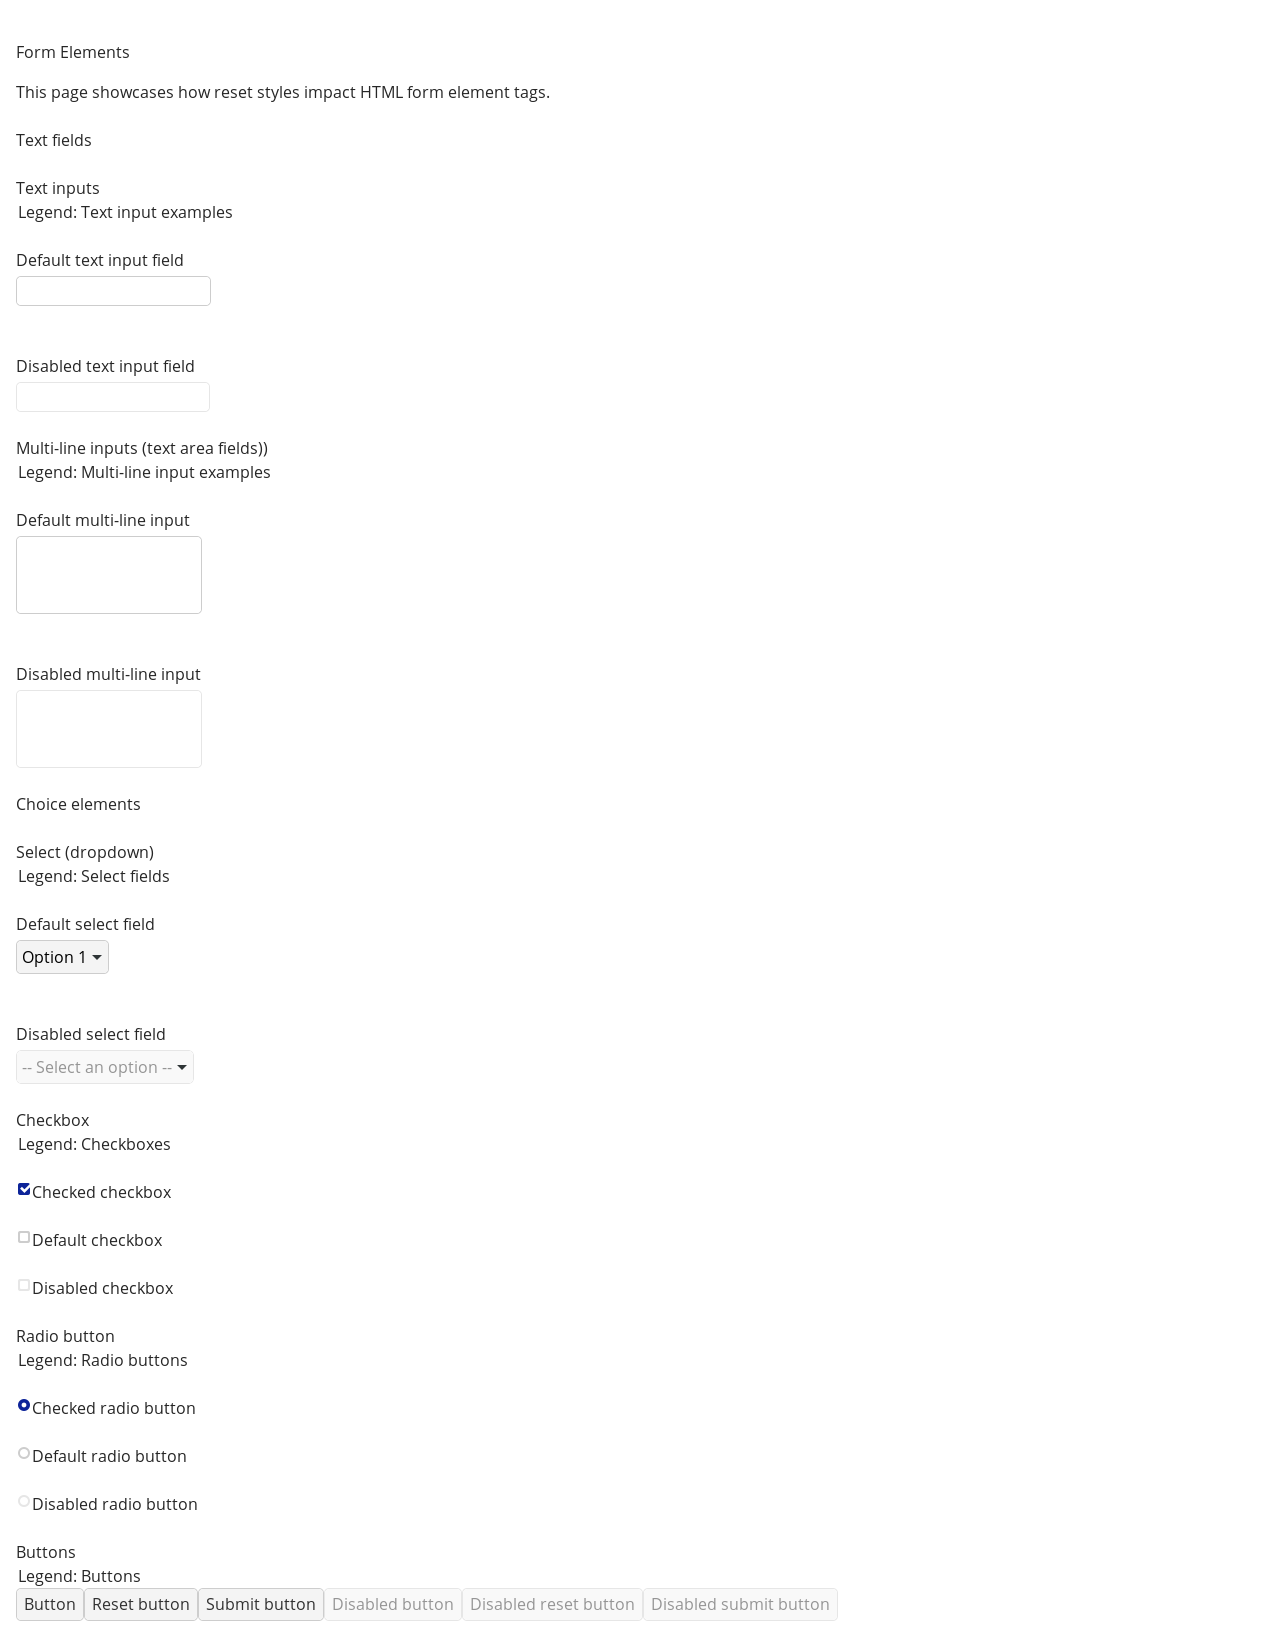 Form Elements
This page showcases how reset styles impact HTML form element tags.
Text fields
Text inputs
Legend: Text input examples
Default text input field
Disabled text input field
Multi-line inputs (text area fields))
Legend: Multi-line input examples
Default multi-line input
Disabled multi-line input
Choice elements
Select (dropdown)
Legend: Select fields
Default select field
Option 1
Disabled select field
-- Select an option --
Checkbox
Legend: Checkboxes
Checked checkbox
Default checkbox
Disabled checkbox
Radio button
Legend: Radio buttons
Checked radio button
Default radio button
Disabled radio button
Buttons
Legend: Buttons
Button Reset button Submit button Disabled button Disabled reset button Disabled submit button